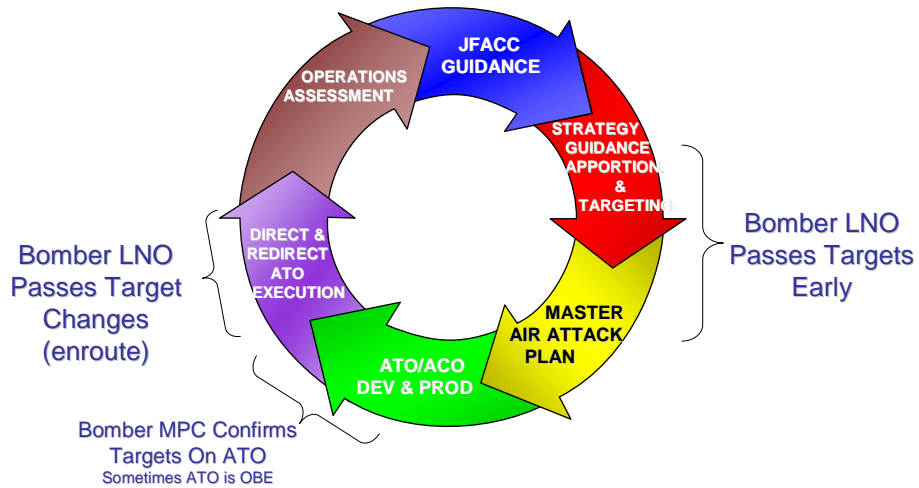 JFACC
GUIDANCE
STRATEGY
GUIDANCE
APPORTION.
&
TARGETING
MASTER
AIR ATTACK
PLAN
ATO/ACO
DEV & PROD
DIRECT &
REDIRECT
ATO
EXECUTION
OPERATIONS
ASSESSMENT
Bomber LNO
Passes Targets
Early
Bomber LNO
Passes Target
Changes
(enroute)
Bomber MPC Confirms
Targets On ATO
Sometimes ATO is OBE